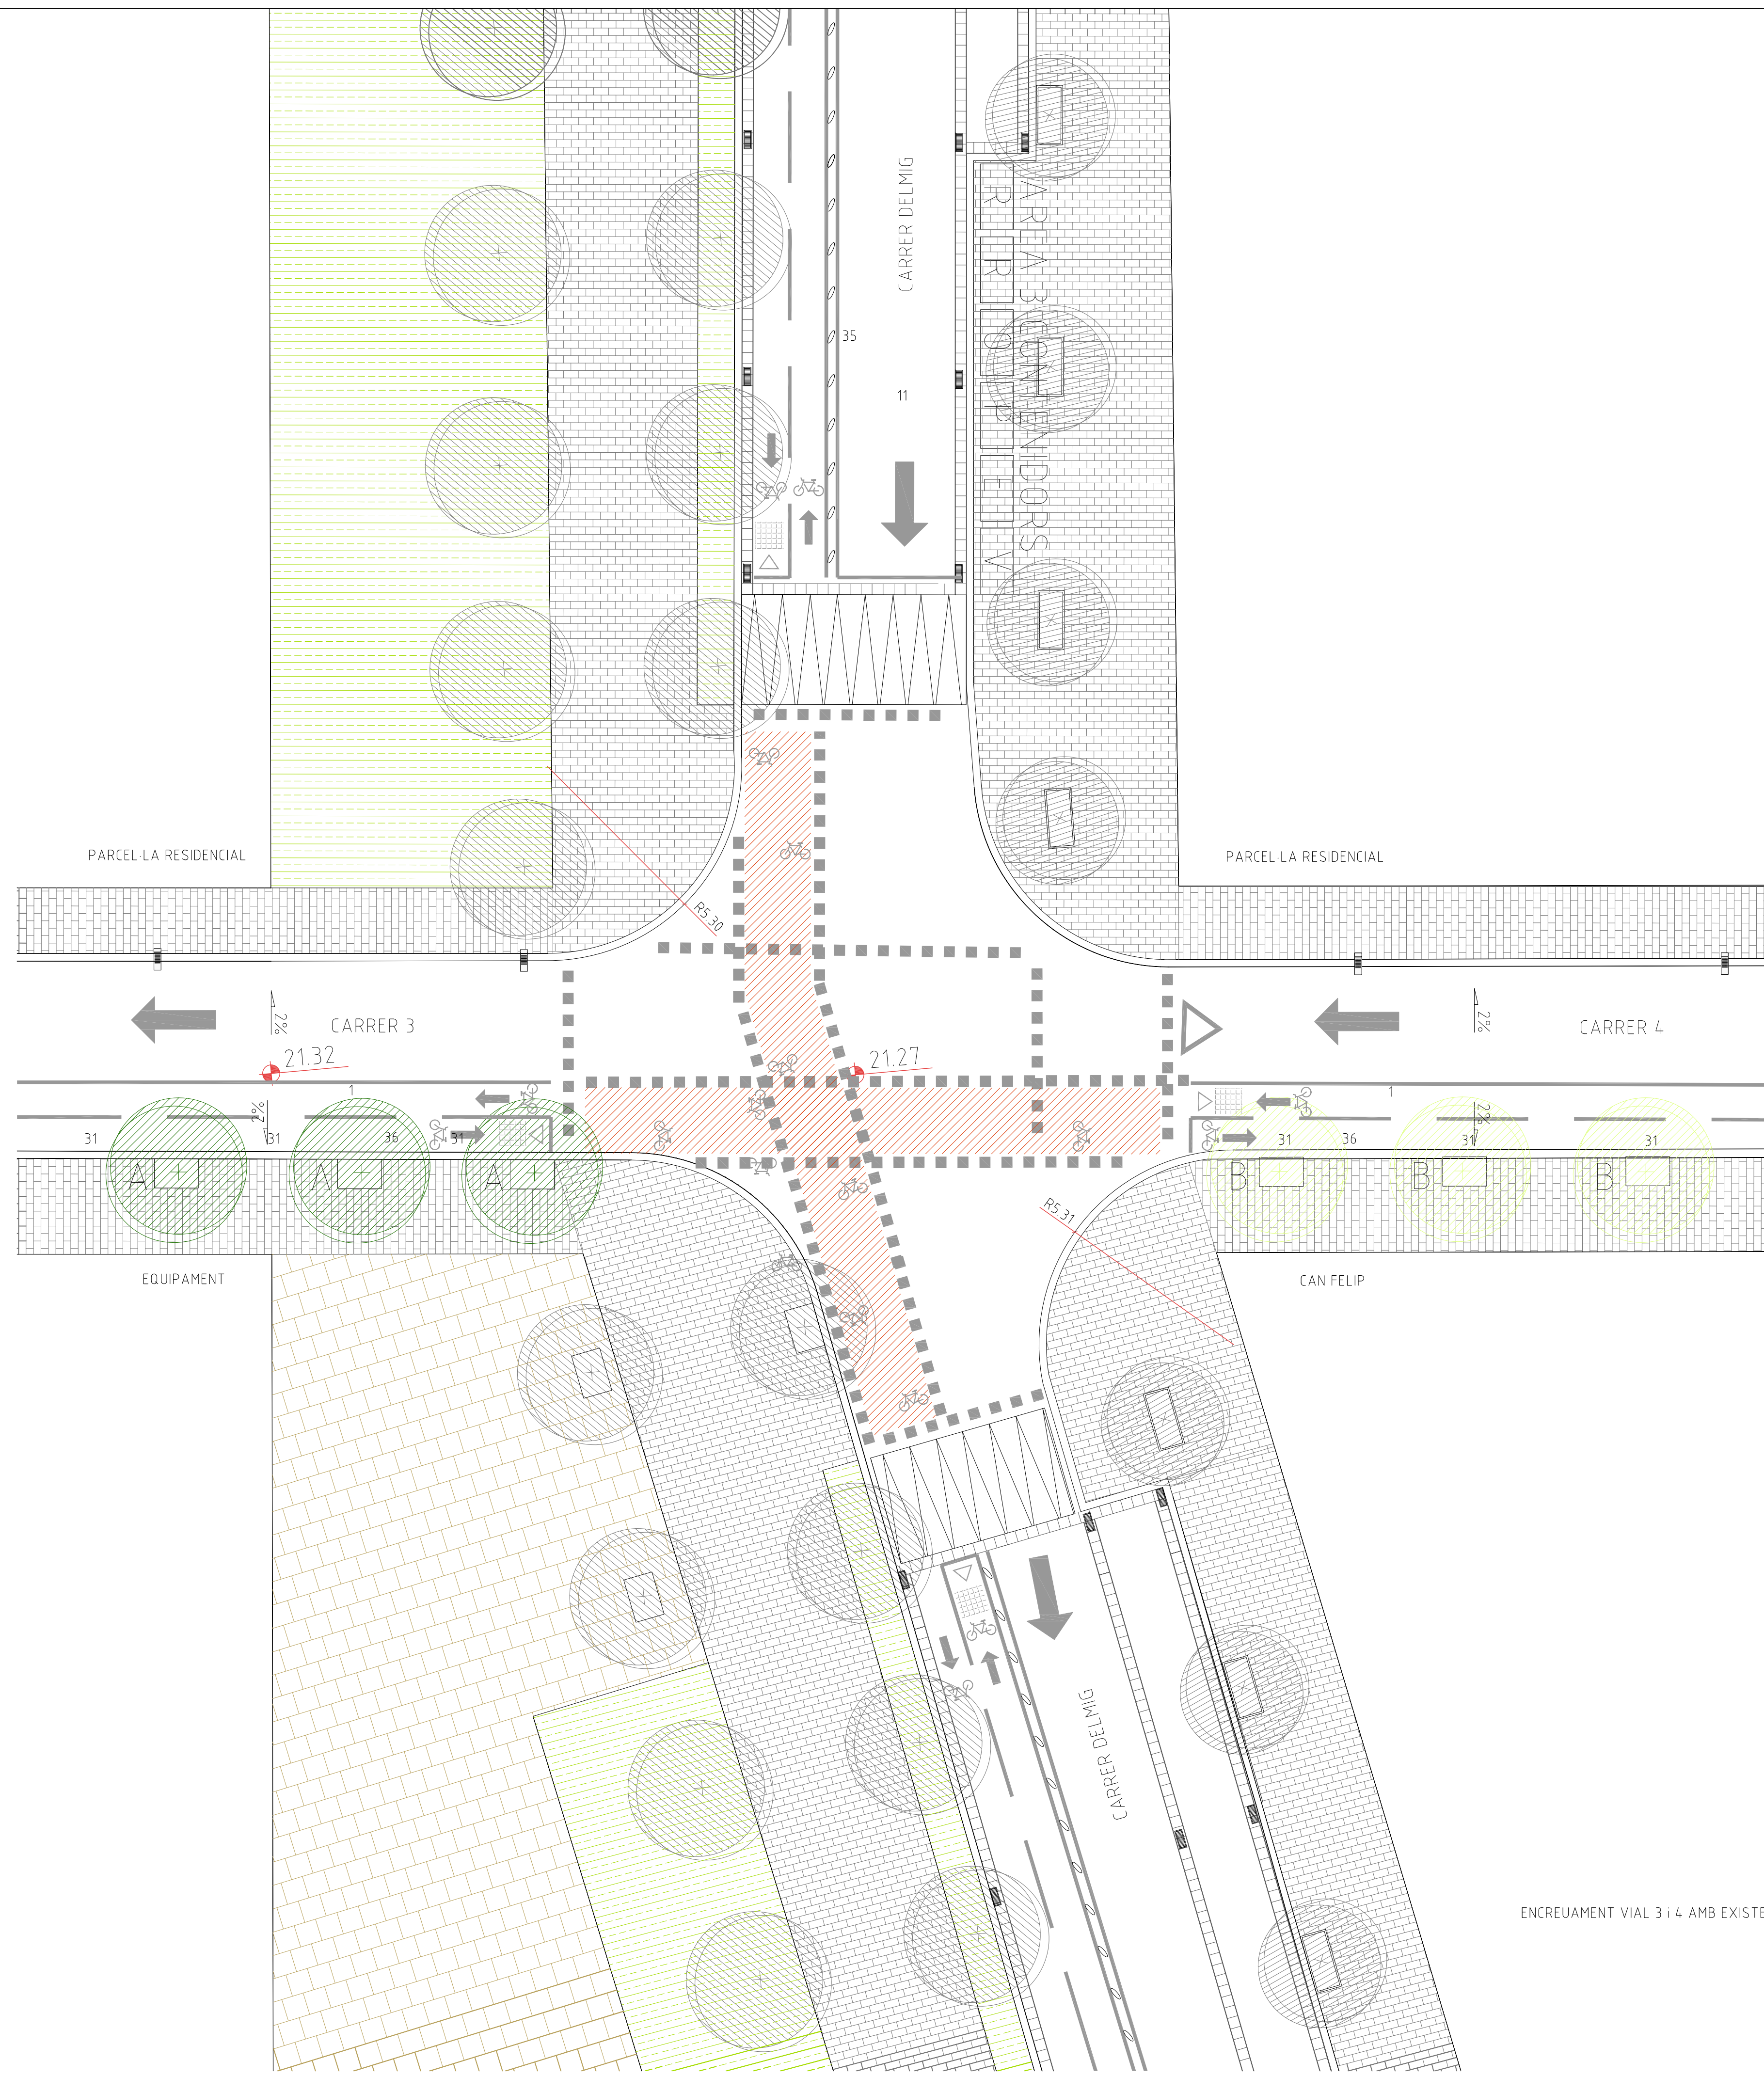 CARRER DELMIG
AREA B CONTENIDORS
35
11
PARCEL·LA RESIDENCIAL
PARCEL·LA RESIDENCIAL
R5.30
CARRER 3
2%
21.32
21.27
2%
CARRER 4
1
1
2%
2%
31
31
36
31
31
36
31
31
A
A
A
B
B
B
R5.31
EQUIPAMENT
CAN FELIP
CARRER DELMIG
ENCREUAMENT VIAL 3 i 4 AMB EXISTE